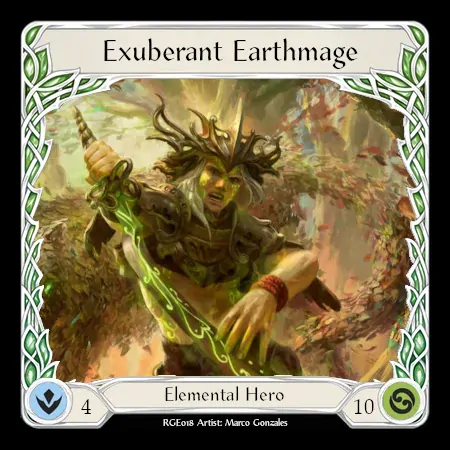 Exuberant Earthmage
4
Elemental Hero
10
RGE018 Artist: Marco Gonzales